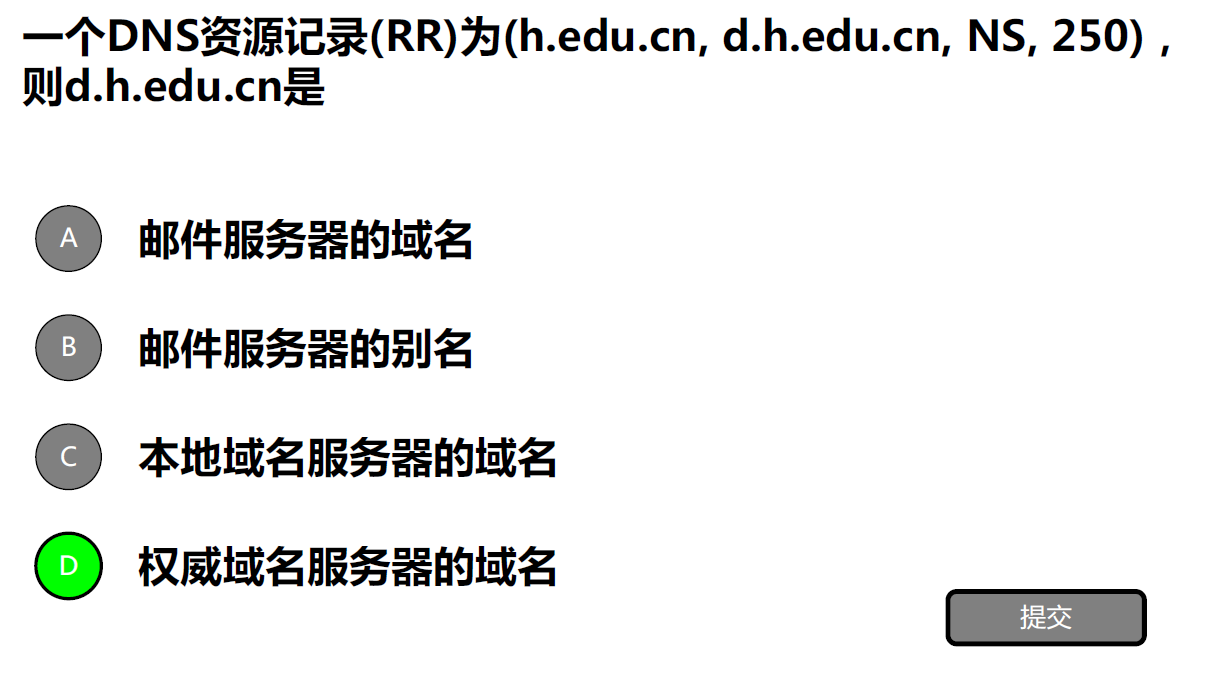 一个DNS资源记录(RR)为(h.edu.cn, d.h.edu.cn, NS, 250)，
则d.h.edu.cn是
A 邮件服务器的域名
B 邮件服务器的别名
C 本地域名服务器的域名
D 权威域名服务器的域名
提交